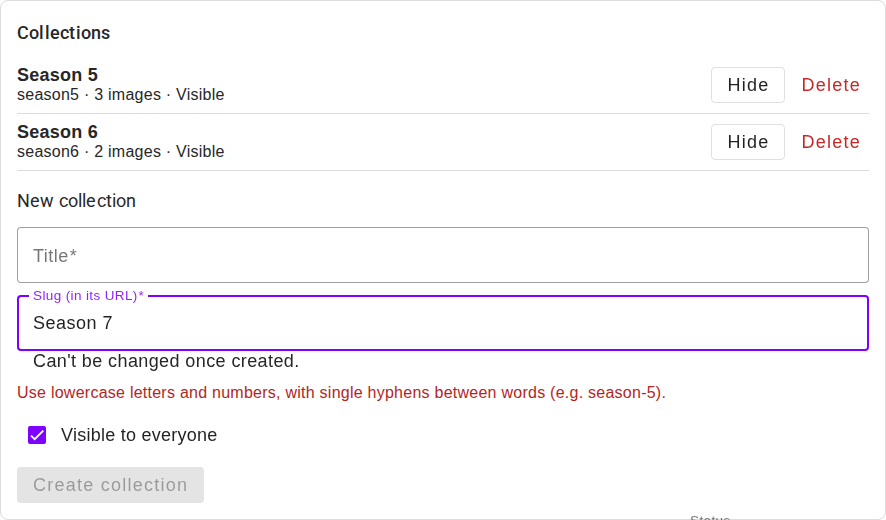 Collections
Season 5
season5 · 3 images · Visible
Hide
Delete
Season 6
season6 · 2 images · Visible
Hide
Delete
New collection
Title*
Slug (in its URL)*
Season 7
Can't be changed once created.
Use lowercase letters and numbers, with single hyphens between words (e.g. season-5).
Visible to everyone
Create collection
Status